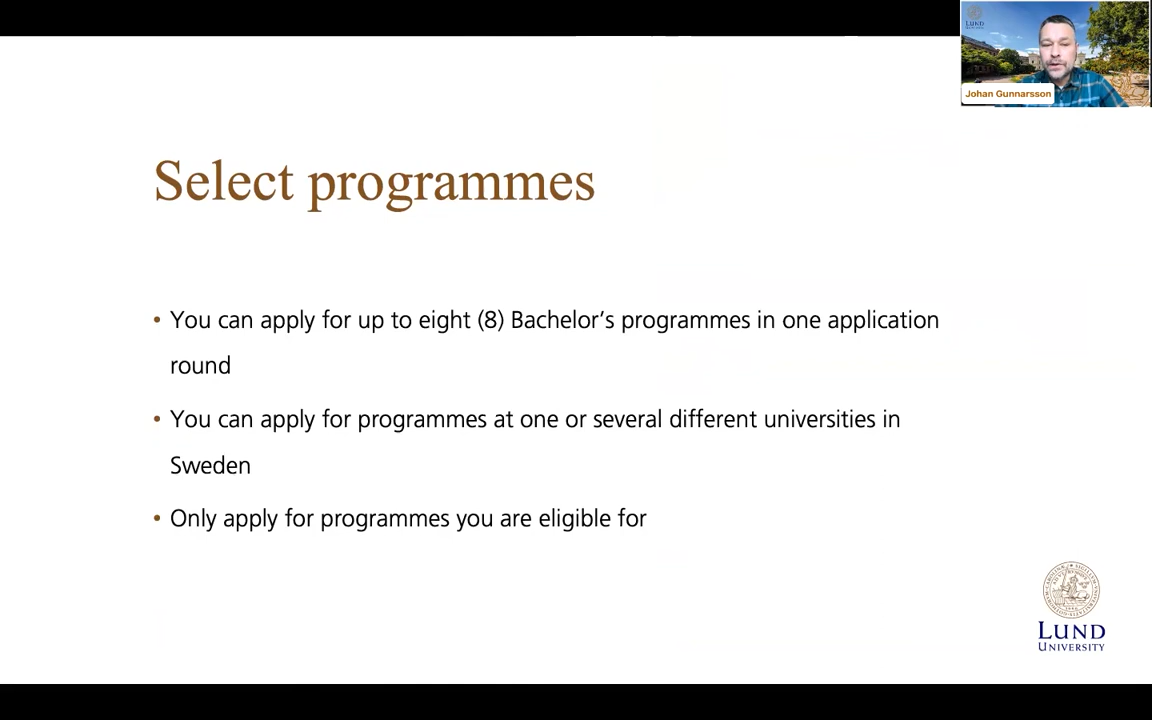 LUND
Johan Gunnarsson
Select programmes
• You can apply for up to eight (8) Bachelor’s programmes in one application
round
• You can apply for programmes at one or several different universities in
Sweden
• Only apply for programmes you are eligible for
LUND
UNIVERSITY